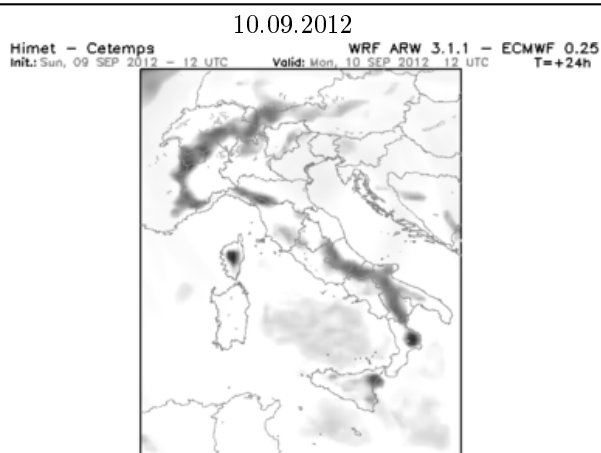 10.09.2012
Himet – Cetemps WRF ARW 3.1.1 – ECMWF 0.25
Init.: Sun, 09 SEP 2012 – 12 UTC Valid: Mon, 10 SEP 2012 12 UTC T=+24h